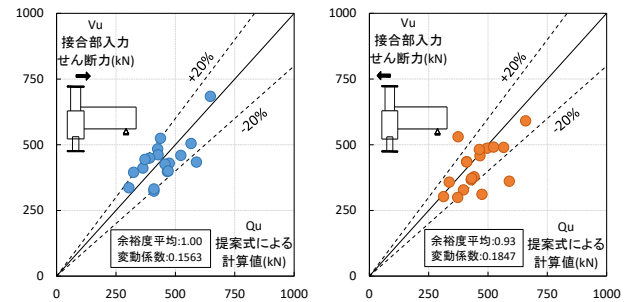 1000
750
500
250
0
0
250
500
750
1000
Vu
接合部入力
せん断力(kN)
+20%
-20%
Qu
提案式による
計算値(kN)
余裕度平均:1.00
変動係数:0.1563
1000
750
500
250
0
0
250
500
750
1000
Vu
接合部入力
せん断力(kN)
+20%
-20%
Qu
提案式による
計算値(kN)
余裕度平均:0.93
変動係数:0.1847